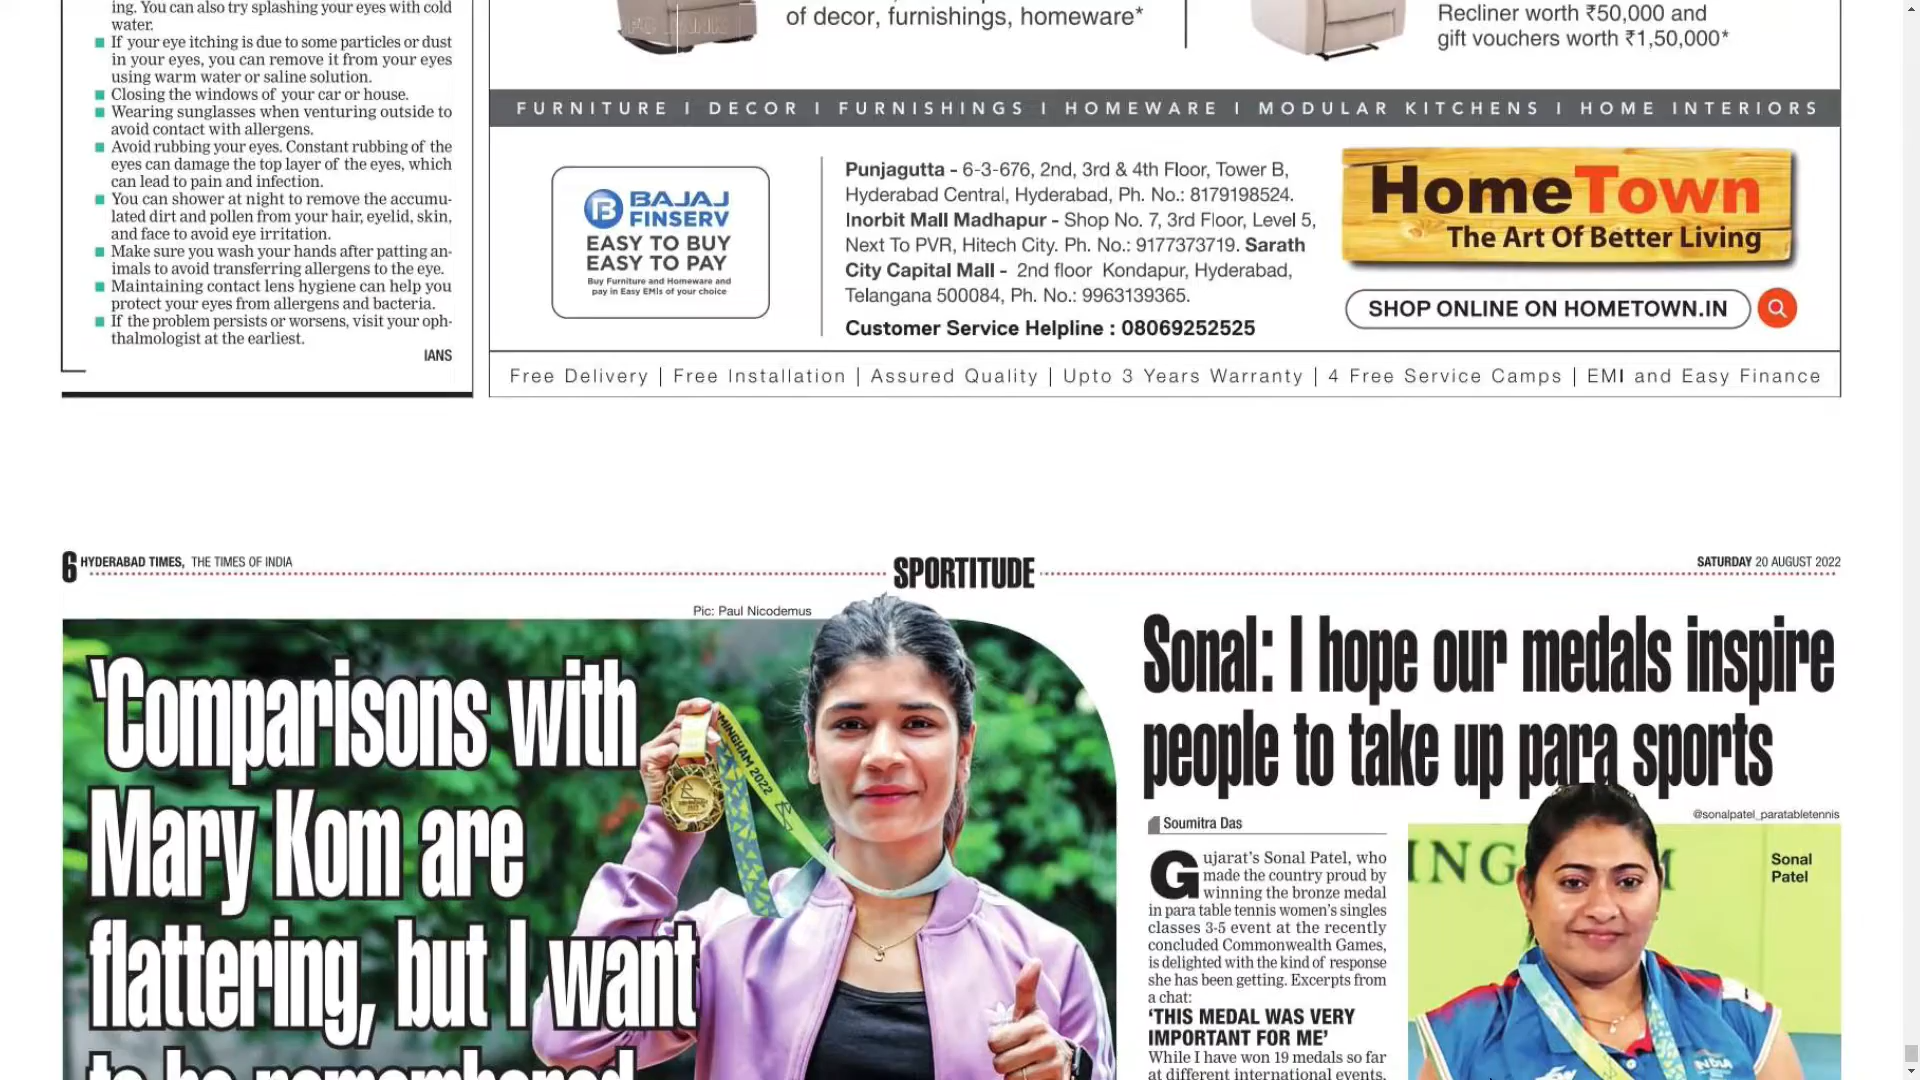 ing. You can also try splashing your eyes with cold
water.
If your eye itching is due to some particles or dust
in your eyes, you can remove it from your eyes
using warm water or saline solution.
Closing the windows of your car or house.
Wearing sunglasses when venturing outside to
avoid contact with allergens.
Avoid rubbing your eyes. Constant rubbing of the
eyes can damage the top layer of the eyes, which
can lead to pain and infection.
You can shower at night to remove the accumu-
lated dirt and pollen from your hair, eyelid, skin,
and face to avoid eye irritation.
Make sure you wash your hands after patting an-
imals to avoid transferring allergens to the eye.
Maintaining contact lens hygiene can help you
protect your eyes from allergens and bacteria.
If the problem persists or worsens, visit your oph-
thalmologist at the earliest.
IANS
of decor, furnishings, homeware*
Recliner worth ₹50,000 and
gift vouchers worth ₹1,50,000*
FURNITURE I DECOR I FURNISHINGS I HOMEWARE I MODULAR KITCHENS I HOME INTERIORS
BAJAJ
FINSERV
EASY TO BUY
EASY TO PAY
Buy Furniture and Homeware and
pay in Easy EMIs of your choice
Punjagutta - 6-3-676, 2nd, 3rd & 4th Floor, Tower B,
Hyderabad Central, Hyderabad, Ph. No.: 8179198524.
Inorbit Mall Madhapur - Shop No. 7, 3rd Floor, Level 5,
Next To PVR, Hitech City. Ph. No.: 9177373719. Sarath
City Capital Mall - 2nd floor Kondapur, Hyderabad,
Telangana 500084, Ph. No.: 9963139365.
Customer Service Helpline : 08069252525
HomeTown
The Art Of Better Living
SHOP ONLINE ON HOMETOWN.IN
Free Delivery | Free Installation | Assured Quality | Upto 3 Years Warranty | 4 Free Service Camps | EMI and Easy Finance
6 HYDERABAD TIMES, THE TIMES OF INDIA
SPORTITUDE
SATURDAY 20 AUGUST 2022
Pic: Paul Nicodemus
'Comparisons with
Mary Kom are
flattering, but I want
to be remembered
MINGHAM 2022
Sonal: I hope our medals inspire
people to take up para sports
Soumitra Das
@sonalpatel_paratabletennis
Gujarat's Sonal Patel, who
made the country proud by
winning the bronze medal
in para table tennis women's singles
classes 3-5 event at the recently
concluded Commonwealth Games,
is delighted with the kind of response
she has been getting. Excerpts from
a chat:
'THIS MEDAL WAS VERY
IMPORTANT FOR ME'
While I have won 19 medals so far
at different international events,
ING
Sonal
Patel
INDIA